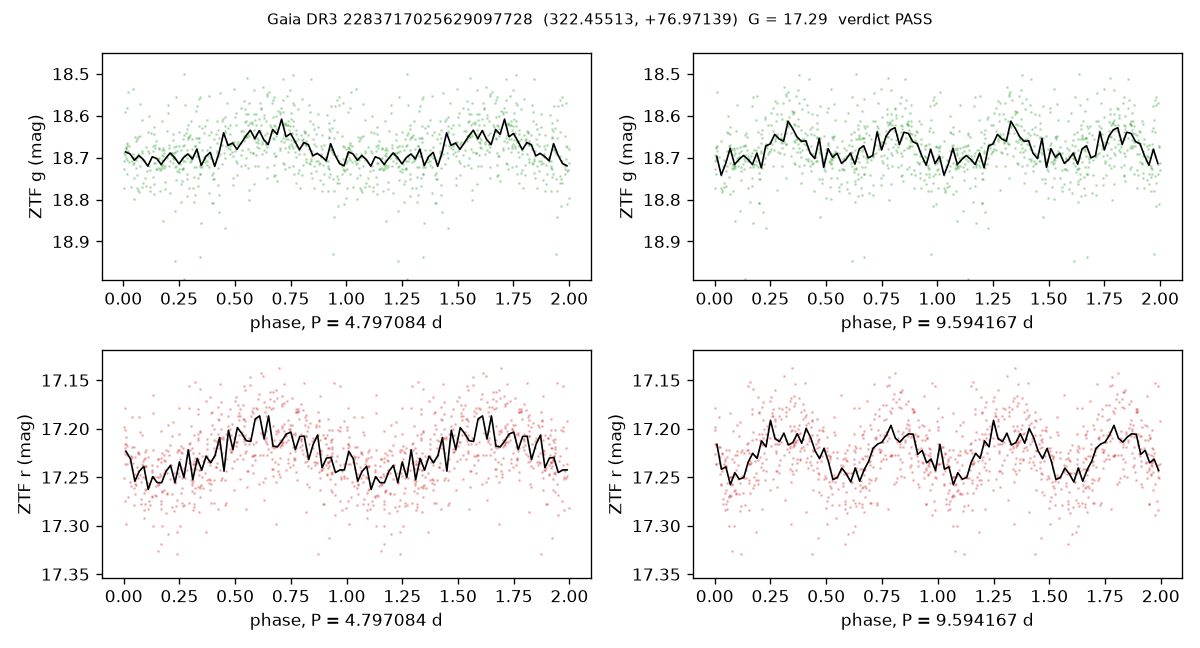 Gaia DR3 2283717025629097728  (322.45513, +76.97139)  G = 17.29  verdict PASS
ZTF g (mag)
18.5
18.6
18.7
18.8
18.9
0.00 0.25 0.50 0.75 1.00 1.25 1.50 1.75 2.00
phase, P = 4.797084 d
ZTF g (mag)
18.5
18.6
18.7
18.8
18.9
0.00 0.25 0.50 0.75 1.00 1.25 1.50 1.75 2.00
phase, P = 9.594167 d
ZTF r (mag)
17.15
17.20
17.25
17.30
17.35
0.00 0.25 0.50 0.75 1.00 1.25 1.50 1.75 2.00
phase, P = 4.797084 d
ZTF r (mag)
17.15
17.20
17.25
17.30
17.35
0.00 0.25 0.50 0.75 1.00 1.25 1.50 1.75 2.00
phase, P = 9.594167 d